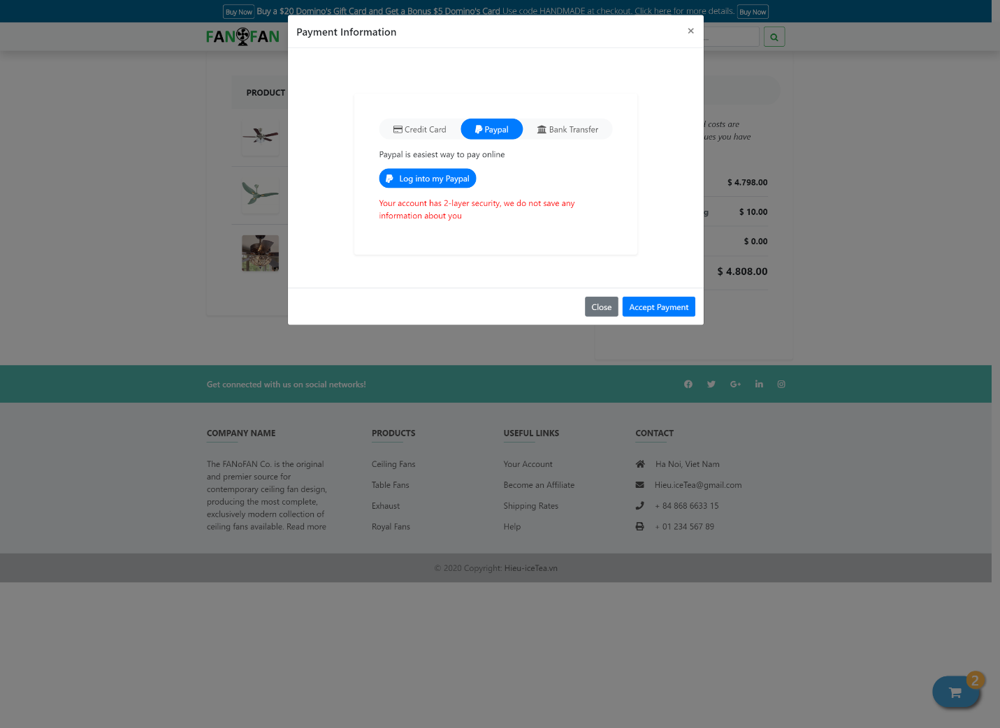 Buy Now Buy a $20 Domino's Gift Card and Get a Bonus $5 Domino's Card Use code HANDMADE at checkout. Click here for more details. Buy Now
FAN FAN
Payment Information ×
PRODUCT
Credit Card Paypal Bank Transfer
Paypal is easiest way to pay online
Log into my Paypal
Your account has 2-layer security, we do not save any
information about you
Close Accept Payment
l costs are
ues you have
$ 4.798.00
g $ 10.00
$ 0.00
$ 4.808.00
Get connected with us on social networks!
COMPANY NAME
The FANoFAN Co. is the original
and premier source for
contemporary ceiling fan design,
producing the most complete,
exclusively modern collection of
ceiling fans available. Read more
PRODUCTS
Ceiling Fans
Table Fans
Exhaust
Royal Fans
USEFUL LINKS
Your Account
Become an Affiliate
Shipping Rates
Help
CONTACT
Ha Noi, Viet Nam
Hieu.iceTea@gmail.com
+ 84 868 6633 15
+ 01 234 567 89
© 2020 Copyright: Hieu-iceTea.vn
2